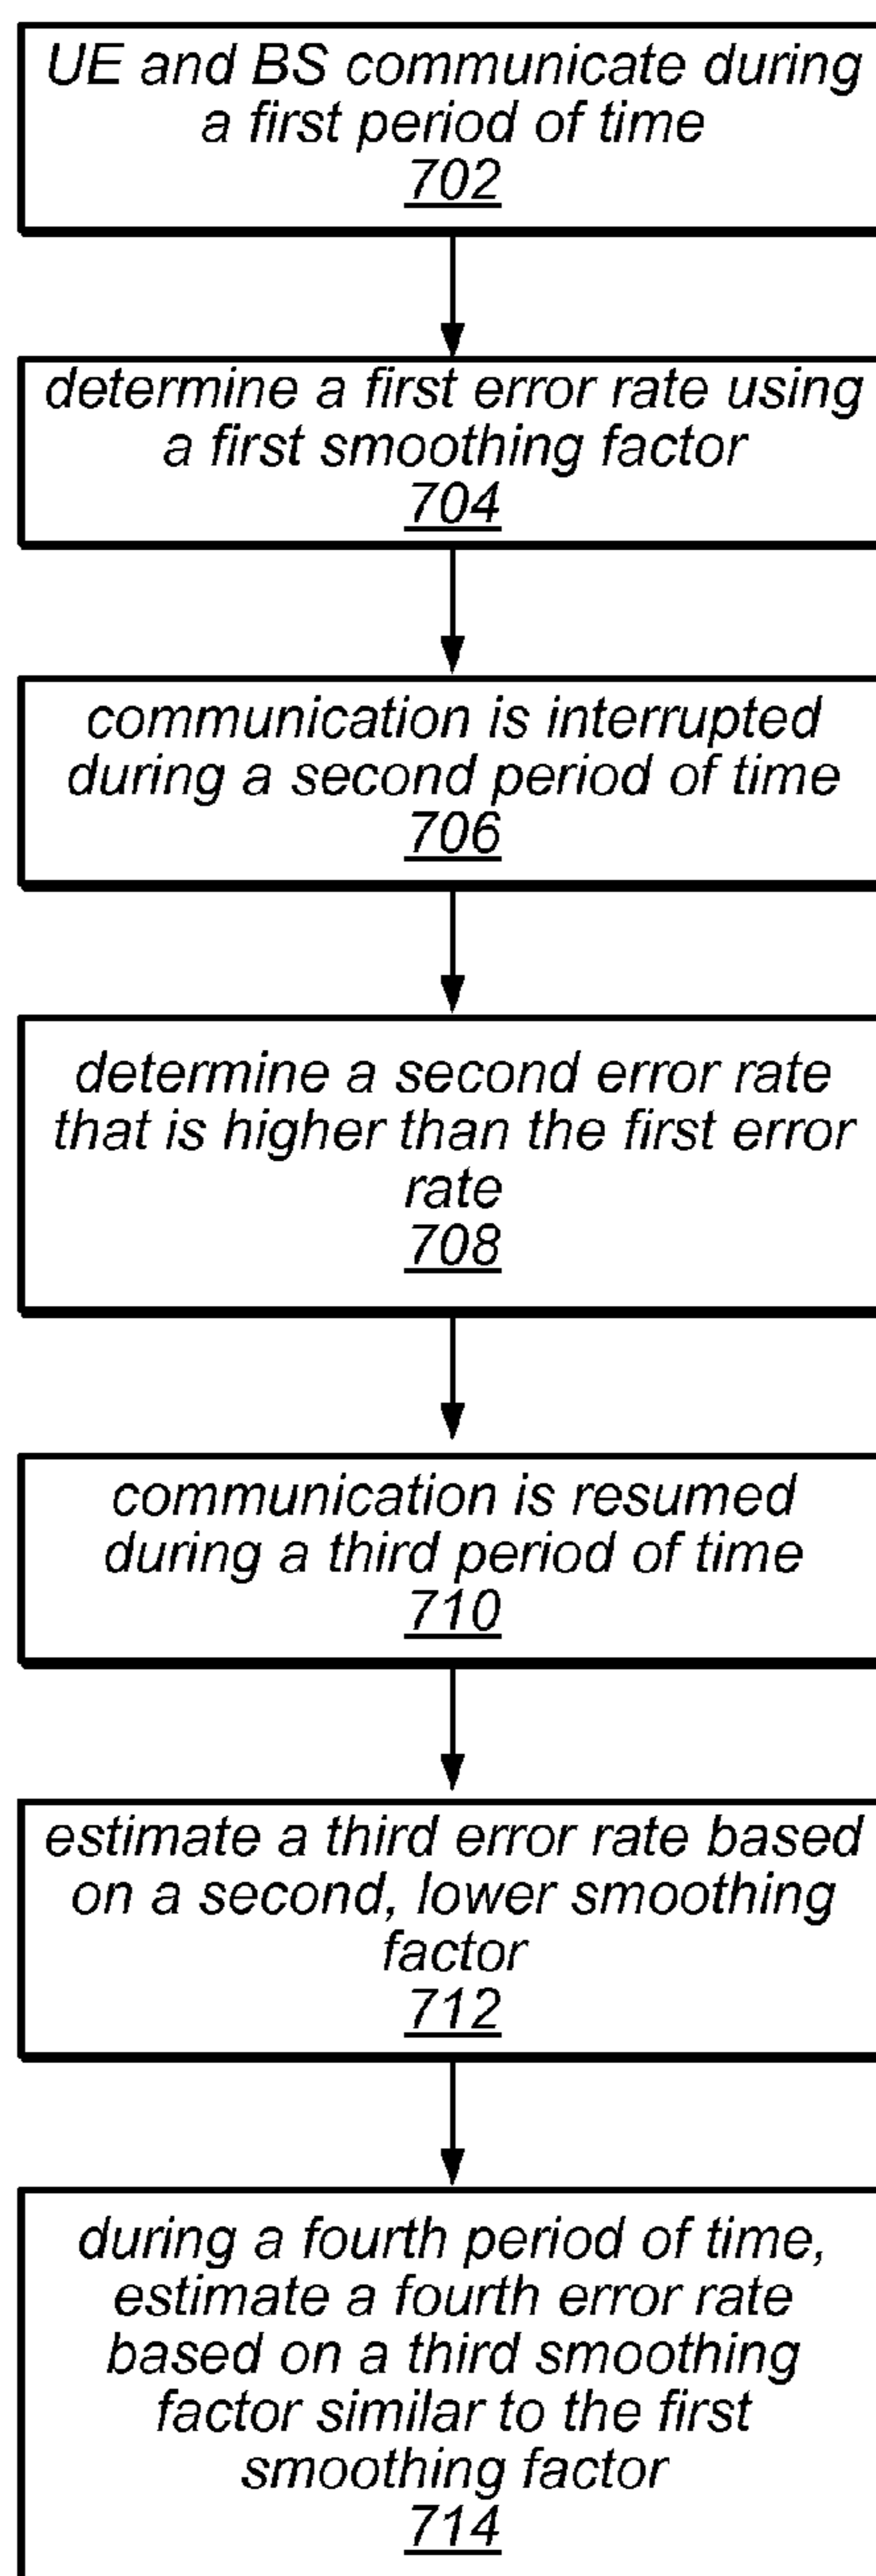 UE and BS communicate during
a first period of time
702
determine a first error rate using
a first smoothing factor
704
communication is interrupted
during a second period of time
706
determine a second error rate
that is higher than the first error
rate
708
communication is resumed
during a third period of time
710
estimate a third error rate based
on a second, lower smoothing
factor
712
during a fourth period of time,
estimate a fourth error rate
based on a third smoothing
factor similar to the first
smoothing factor
714